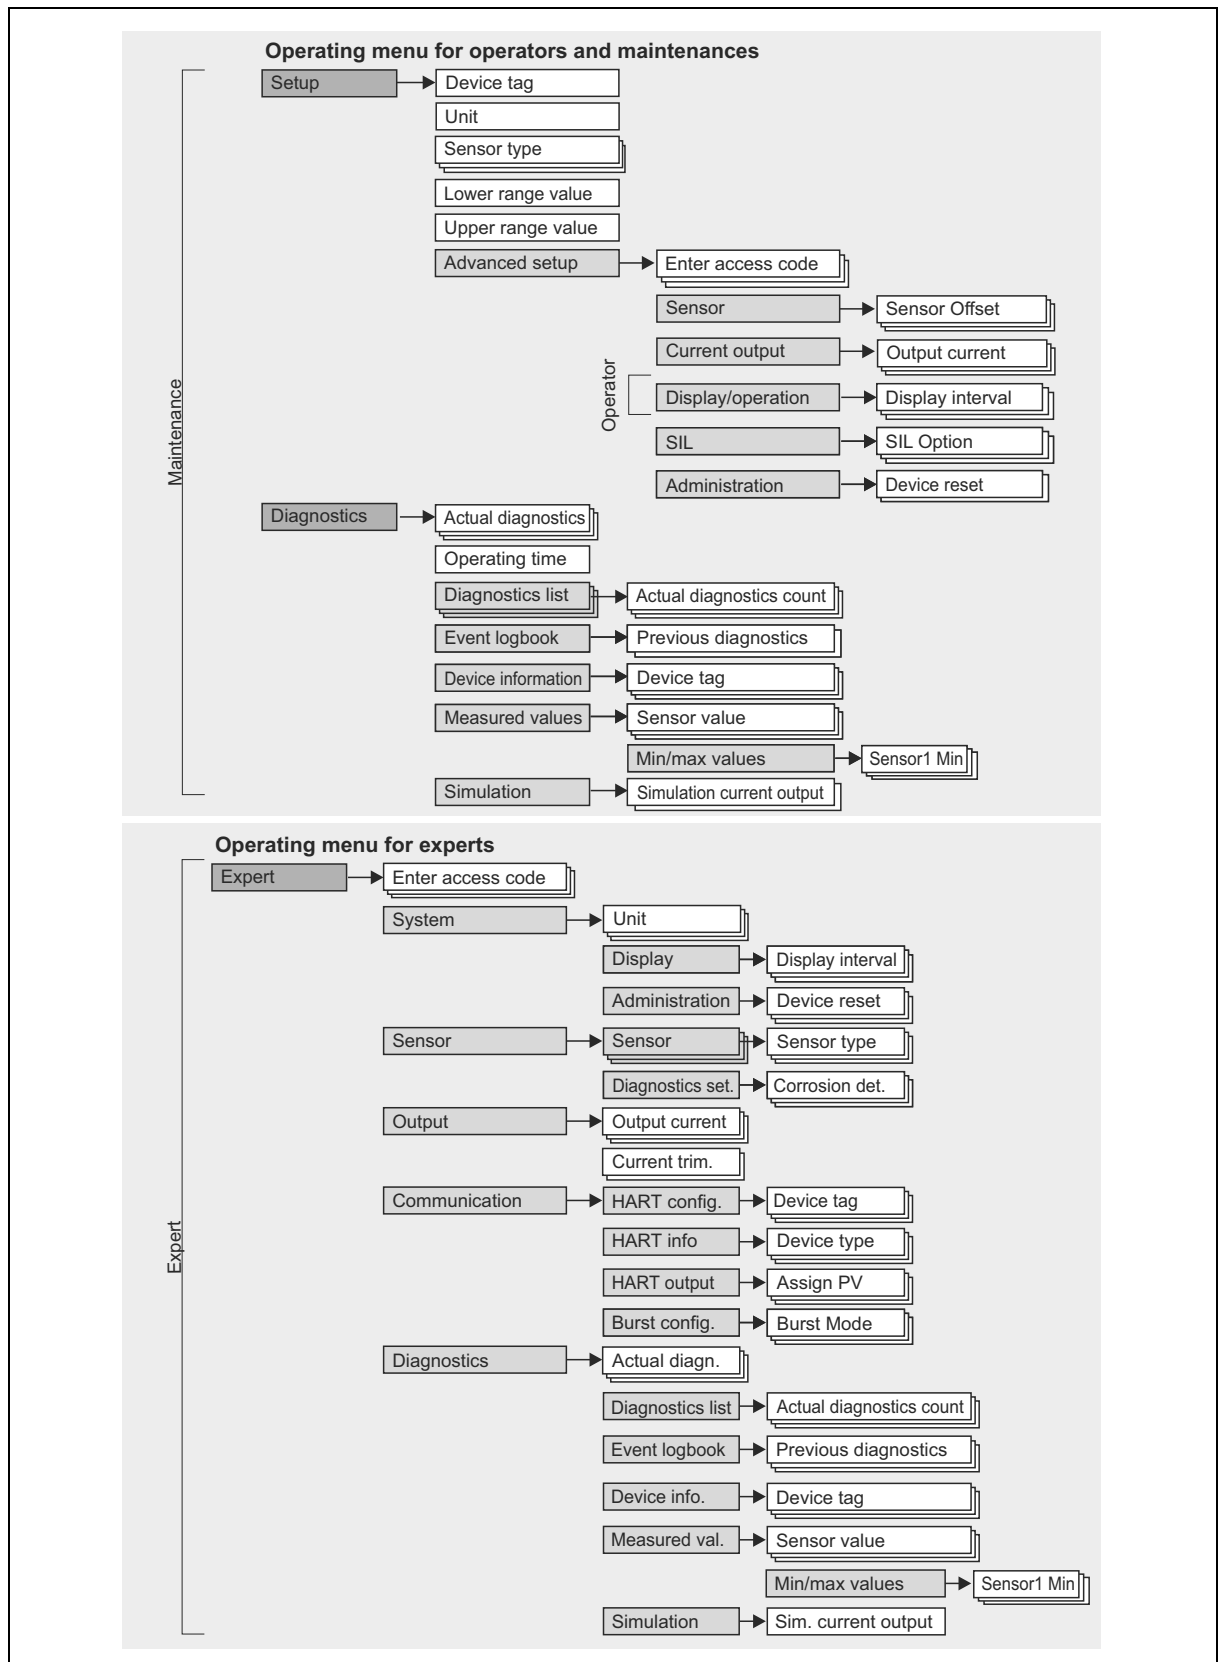 Operating menu for operators and maintenances
Setup
Device tag
Unit
Sensor type
Lower range value
Upper range value
Advanced setup
Enter access code
Sensor
Sensor Offset
Current output
Output current
Operator
Display/operation
Display interval
SIL
SIL Option
Administration
Device reset
Maintenance
Diagnostics
Actual diagnostics
Operating time
Diagnostics list
Actual diagnostics count
Event logbook
Previous diagnostics
Device information
Device tag
Measured values
Sensor value
Min/max values
Sensor1 Min
Simulation
Simulation current output
Operating menu for experts
Expert
Enter access code
System
Unit
Display
Display interval
Administration
Device reset
Sensor
Sensor
Sensor type
Diagnostics set.
Corrosion det.
Output
Output current
Current trim.
Communication
HART config.
Device tag
Expert
HART info
Device type
HART output
Assign PV
Burst config.
Burst Mode
Diagnostics
Actual diagn.
Diagnostics list
Actual diagnostics count
Event logbook
Previous diagnostics
Device info.
Device tag
Measured val.
Sensor value
Min/max values
Sensor1 Min
Simulation
Sim. current output